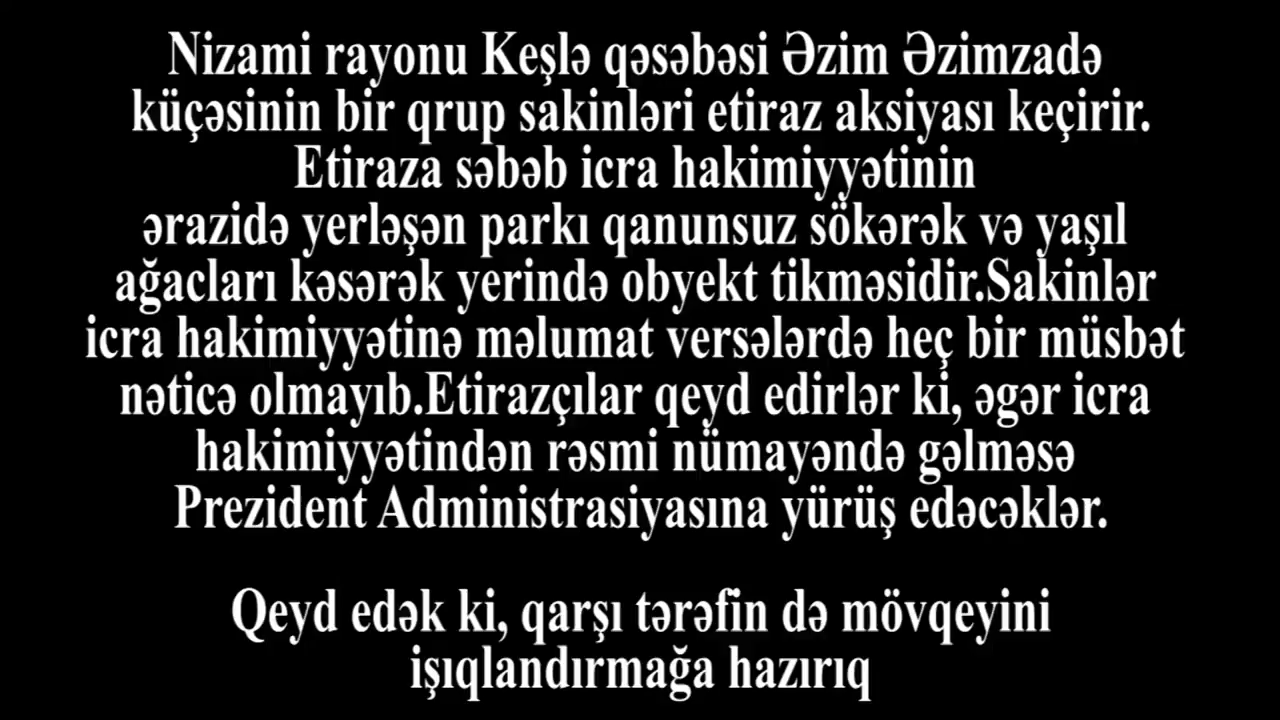 Nizami rayonu Keşlə qəsəbəsi Əzim Əzimzadə
küçəsinin bir qrup sakinləri etiraz aksiyası keçirir.
Etiraza səbəb icra hakimiyyətinin
ərazidə yerləşən parkı qanunsuz sökərək və yaşıl
ağacları kəsərək yerində obyekt tikməsidir.Sakinlər
icra hakimiyyətinə məlumat versələrdə heç bir müsbət
nəticə olmayıb.Etirazçılar qeyd edirlər ki, əgər icra
hakimiyyətindən rəsmi nümayəndə gəlməsə
Prezident Administrasiyasına yürüş edəcəklər.
Qeyd edək ki, qarşı tərəfin də mövqeyini
işıqlandırmağa hazırıq